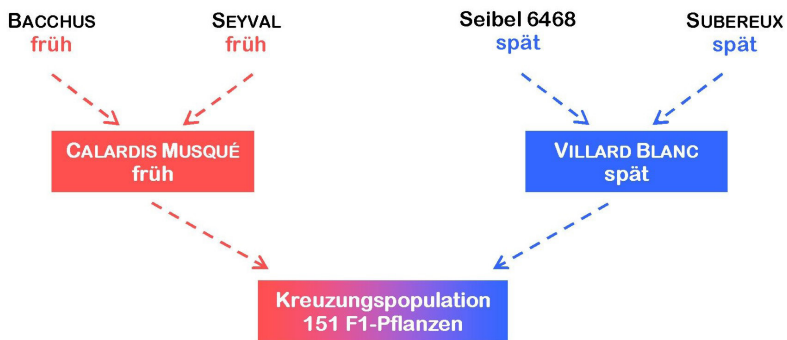 BACCHUS
früh
SEYVAL
früh
Seibel 6468
spät
SUBEREUX
spät
CALARDIS MUSQUÉ
früh
VILLARD BLANC
spät
Kreuzungspopulation
151 F1-Pflanzen